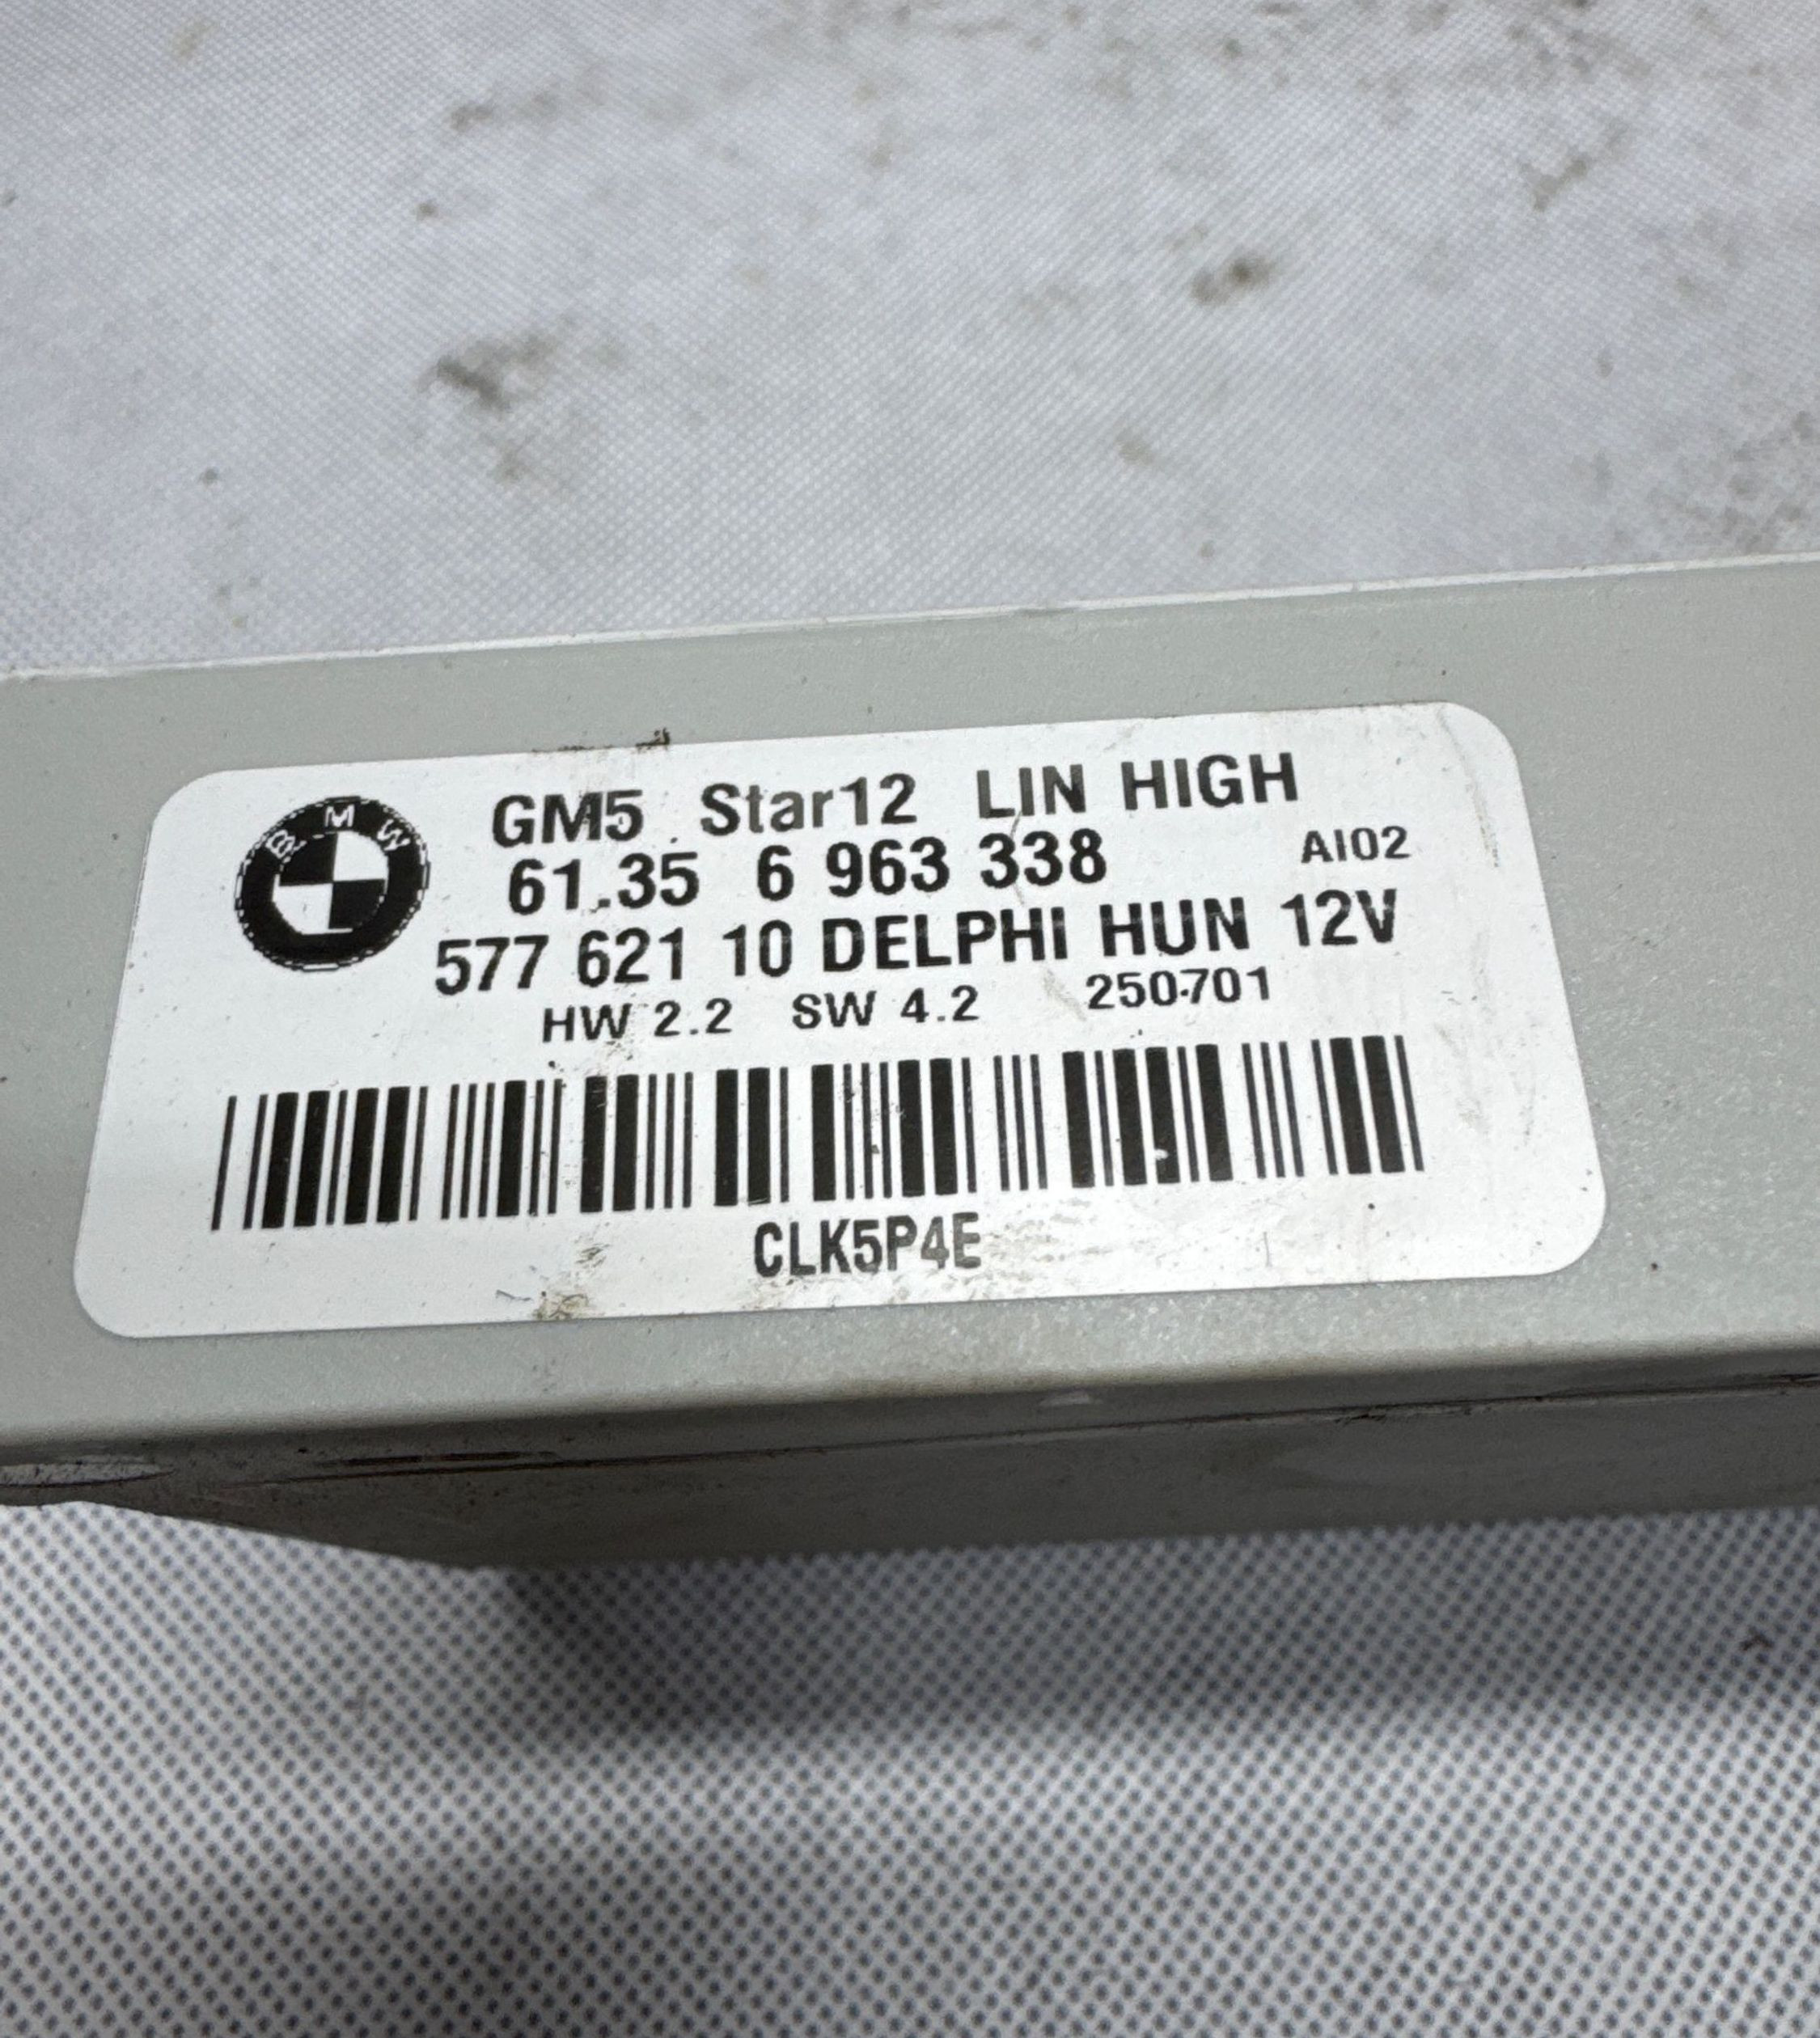 BMW
GM5 Star12 LIN HIGH
61.35 6 963 338 AI02
577 621 10 DELPHI HUN 12V
HW 2.2 SW 4.2 250701
CLK5P4E